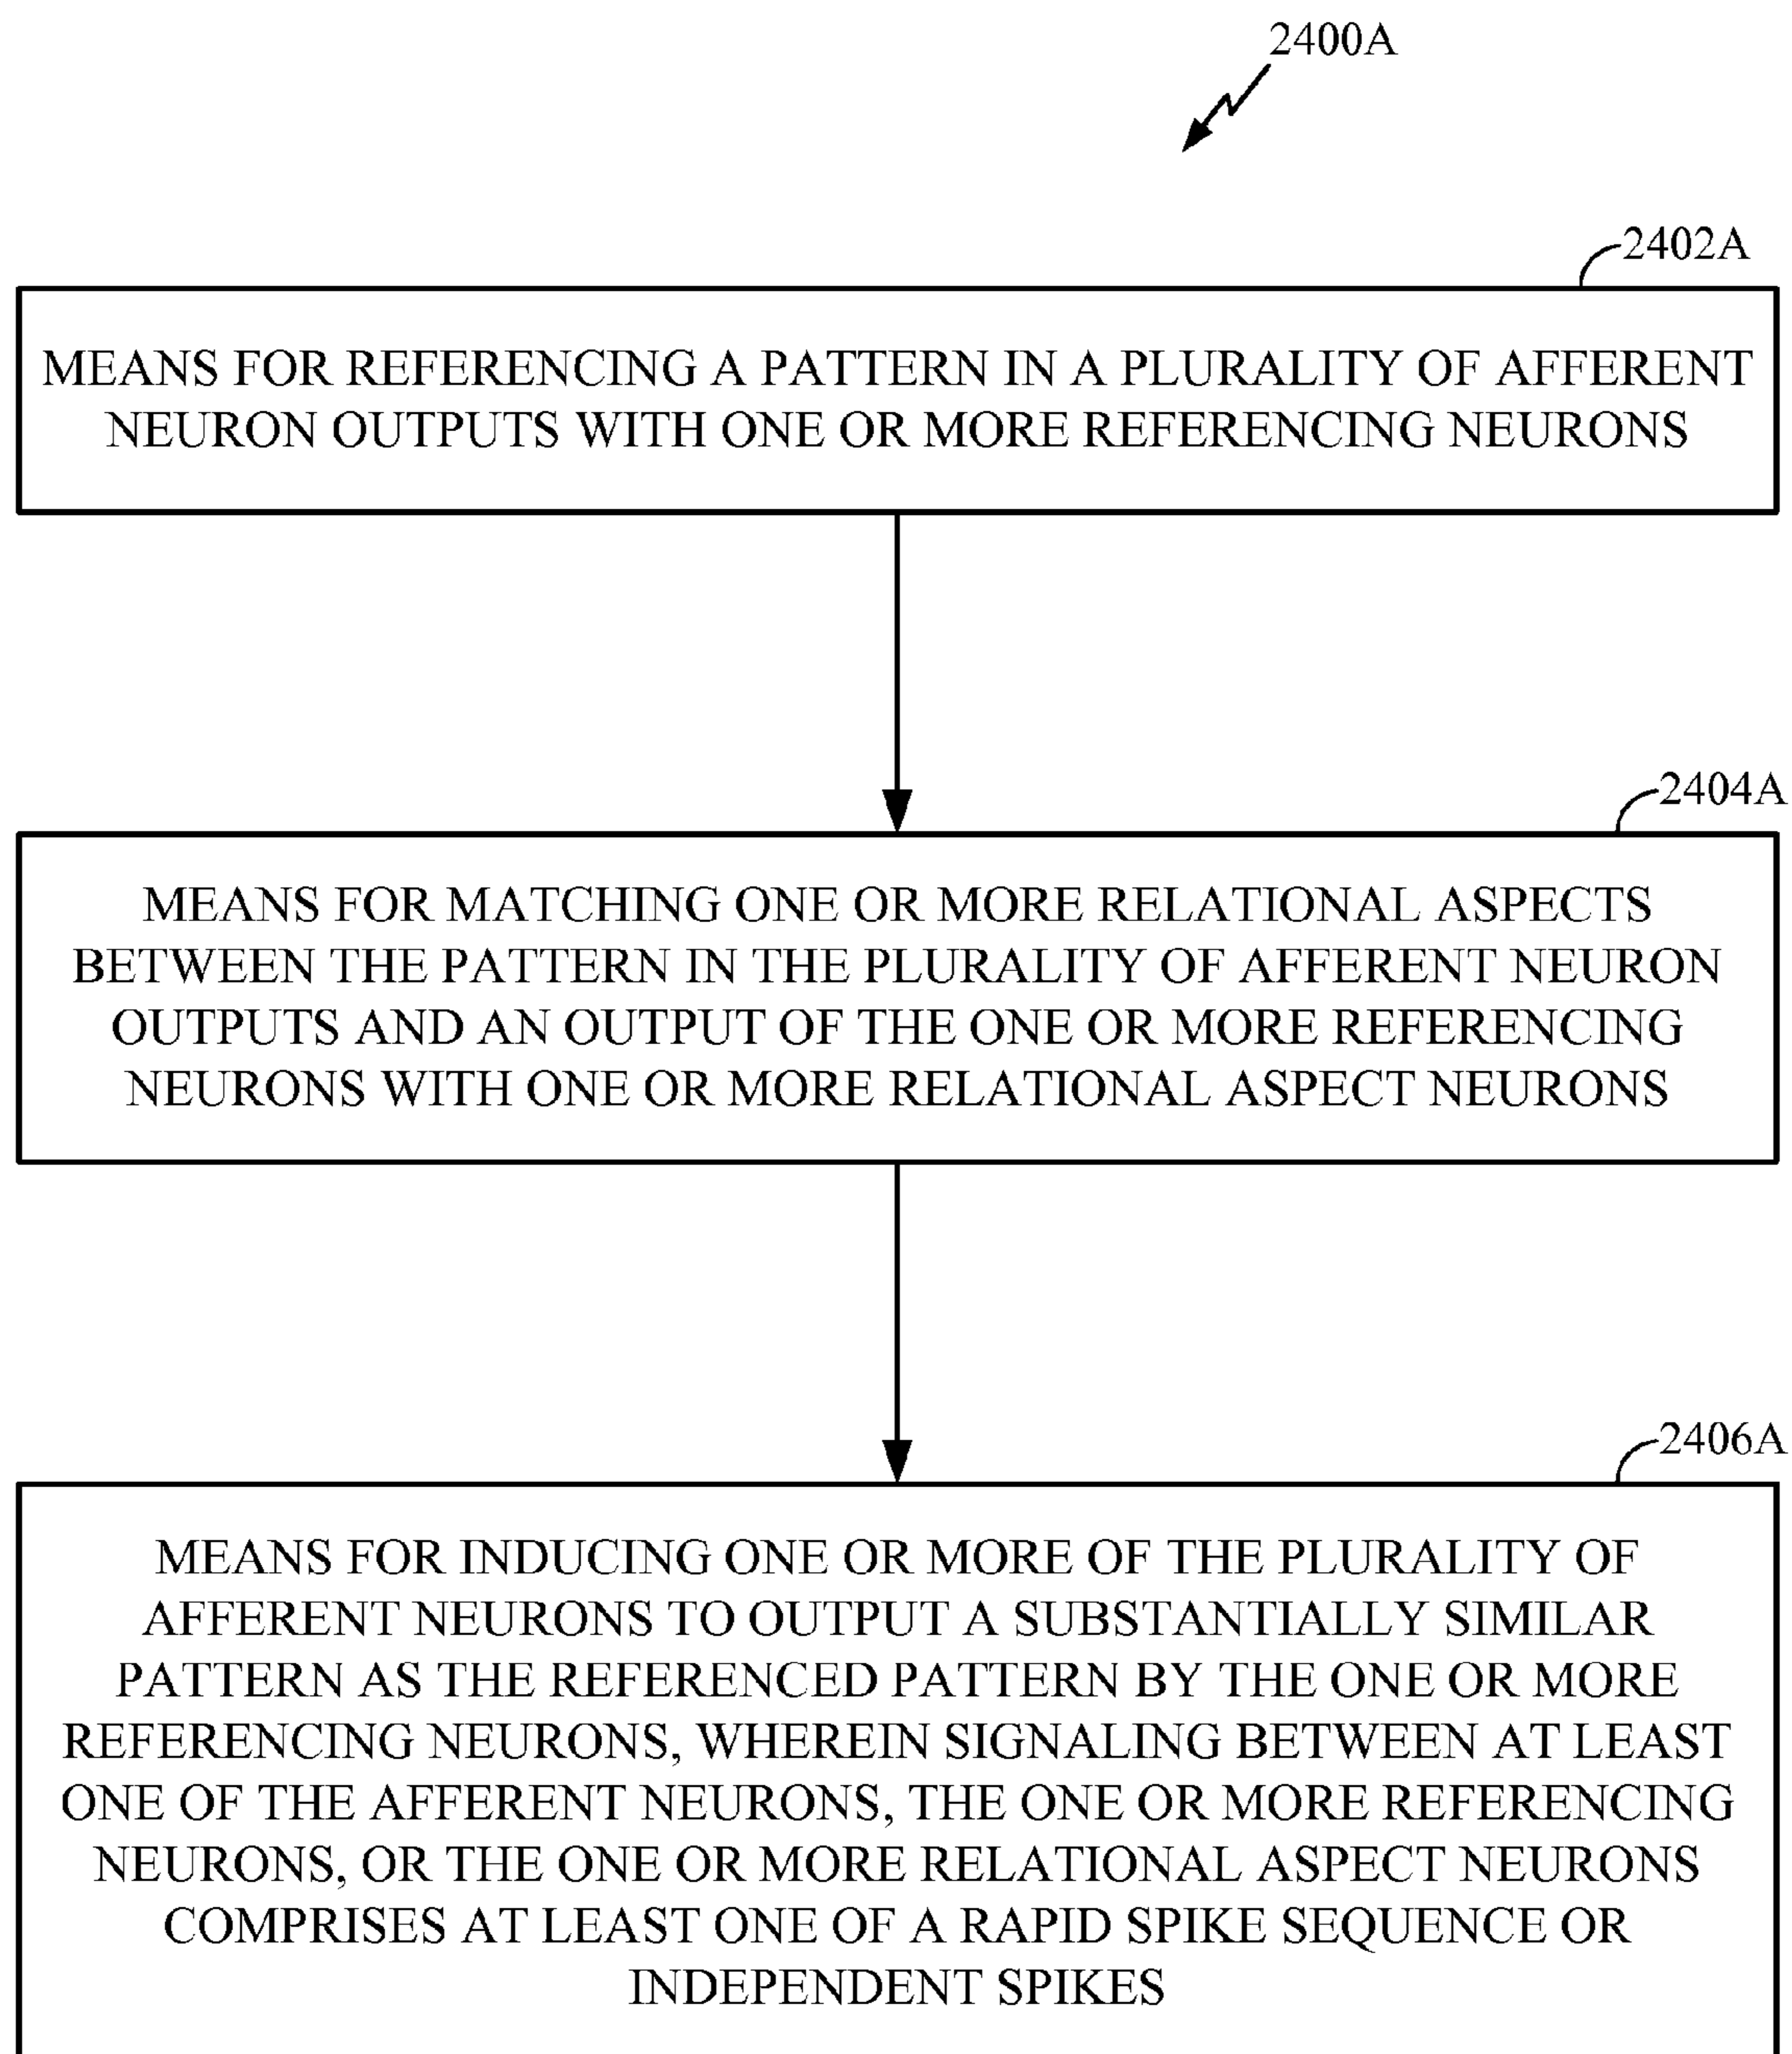 2400A
2402A
MEANS FOR REFERENCING A PATTERN IN A PLURALITY OF AFFERENT
NEURON OUTPUTS WITH ONE OR MORE REFERENCING NEURONS
2404A
MEANS FOR MATCHING ONE OR MORE RELATIONAL ASPECTS
BETWEEN THE PATTERN IN THE PLURALITY OF AFFERENT NEURON
OUTPUTS AND AN OUTPUT OF THE ONE OR MORE REFERENCING
NEURONS WITH ONE OR MORE RELATIONAL ASPECT NEURONS
2406A
MEANS FOR INDUCING ONE OR MORE OF THE PLURALITY OF
AFFERENT NEURONS TO OUTPUT A SUBSTANTIALLY SIMILAR
PATTERN AS THE REFERENCED PATTERN BY THE ONE OR MORE
REFERENCING NEURONS, WHEREIN SIGNALING BETWEEN AT LEAST
ONE OF THE AFFERENT NEURONS, THE ONE OR MORE REFERENCING
NEURONS, OR THE ONE OR MORE RELATIONAL ASPECT NEURONS
COMPRISES AT LEAST ONE OF A RAPID SPIKE SEQUENCE OR
INDEPENDENT SPIKES